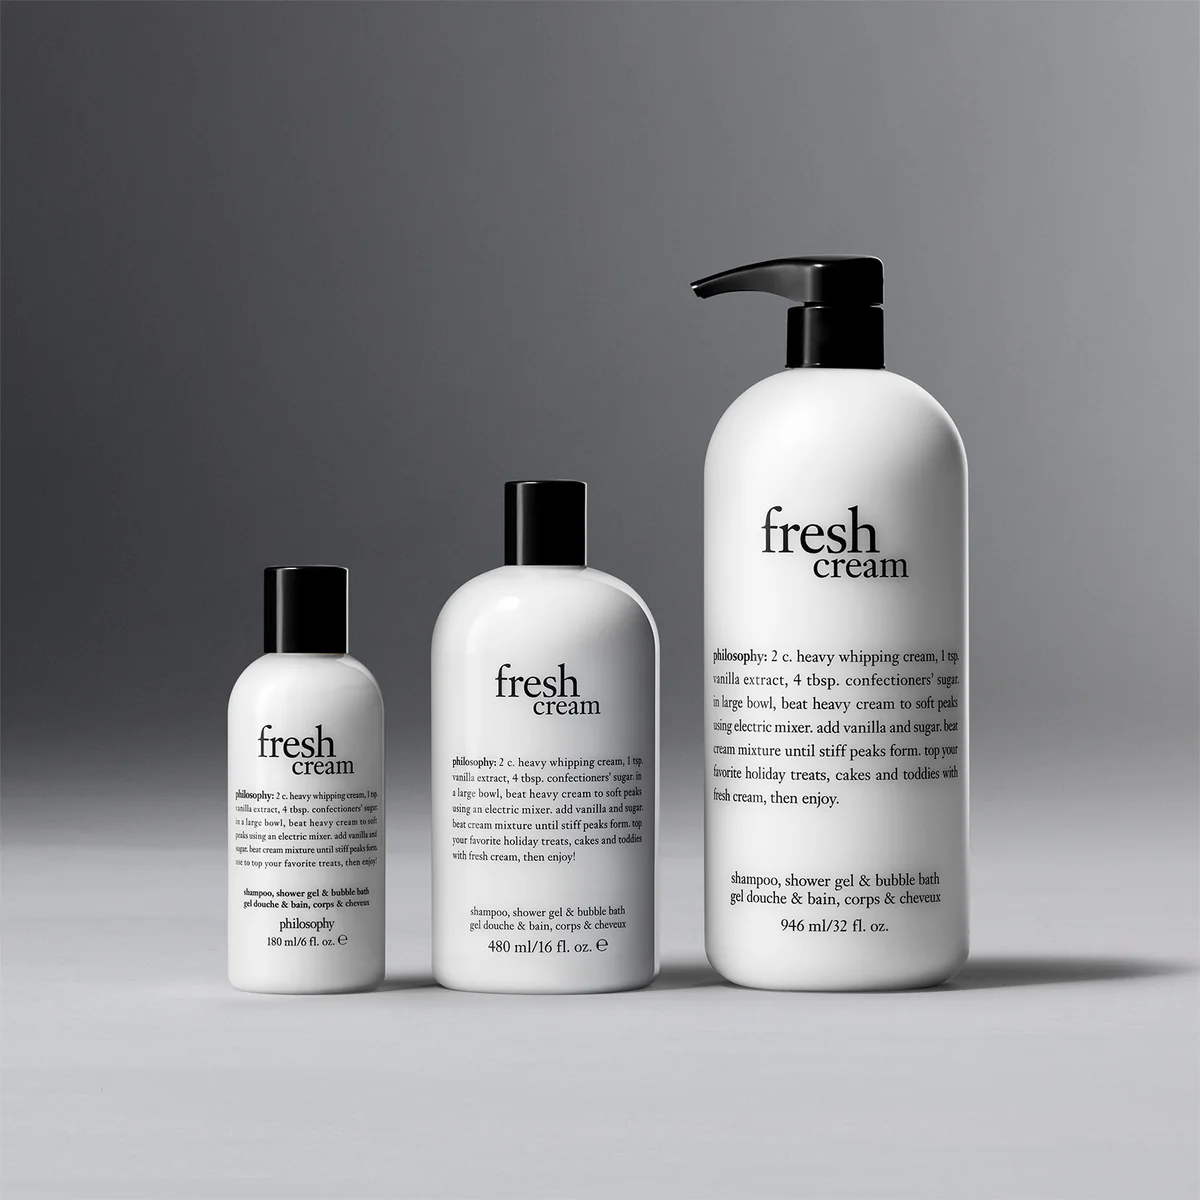 fresh
cream
philosophy: 2 c. heavy whipping cream, 1 tsp.
vanilla extract, 4 tbsp. confectioners' sugar.
in a large bowl, beat heavy cream to soft
peaks using an electric mixer. add vanilla and
sugar. beat cream mixture until stiff peaks form.
use to top your favorite treats, then enjoy!
shampoo, shower gel & bubble bath
gel douche & bain, corps & cheveux
philosophy
180 ml/6 fl. oz. ℮
fresh
cream
philosophy: 2 c. heavy whipping cream, 1 tsp.
vanilla extract, 4 tbsp. confectioners' sugar. in
a large bowl, beat heavy cream to soft peaks
using an electric mixer. add vanilla and sugar.
beat cream mixture until stiff peaks form. top
your favorite holiday treats, cakes and toddies
with fresh cream, then enjoy!
shampoo, shower gel & bubble bath
gel douche & bain, corps & cheveux
480 ml/16 fl. oz. ℮
fresh
cream
philosophy: 2 c. heavy whipping cream, 1 tsp.
vanilla extract, 4 tbsp. confectioners' sugar.
in large bowl, beat heavy cream to soft peaks
using electric mixer. add vanilla and sugar. beat
cream mixture until stiff peaks form. top your
favorite holiday treats, cakes and toddies with
fresh cream, then enjoy.
shampoo, shower gel & bubble bath
gel douche & bain, corps & cheveux
946 ml/32 fl. oz.